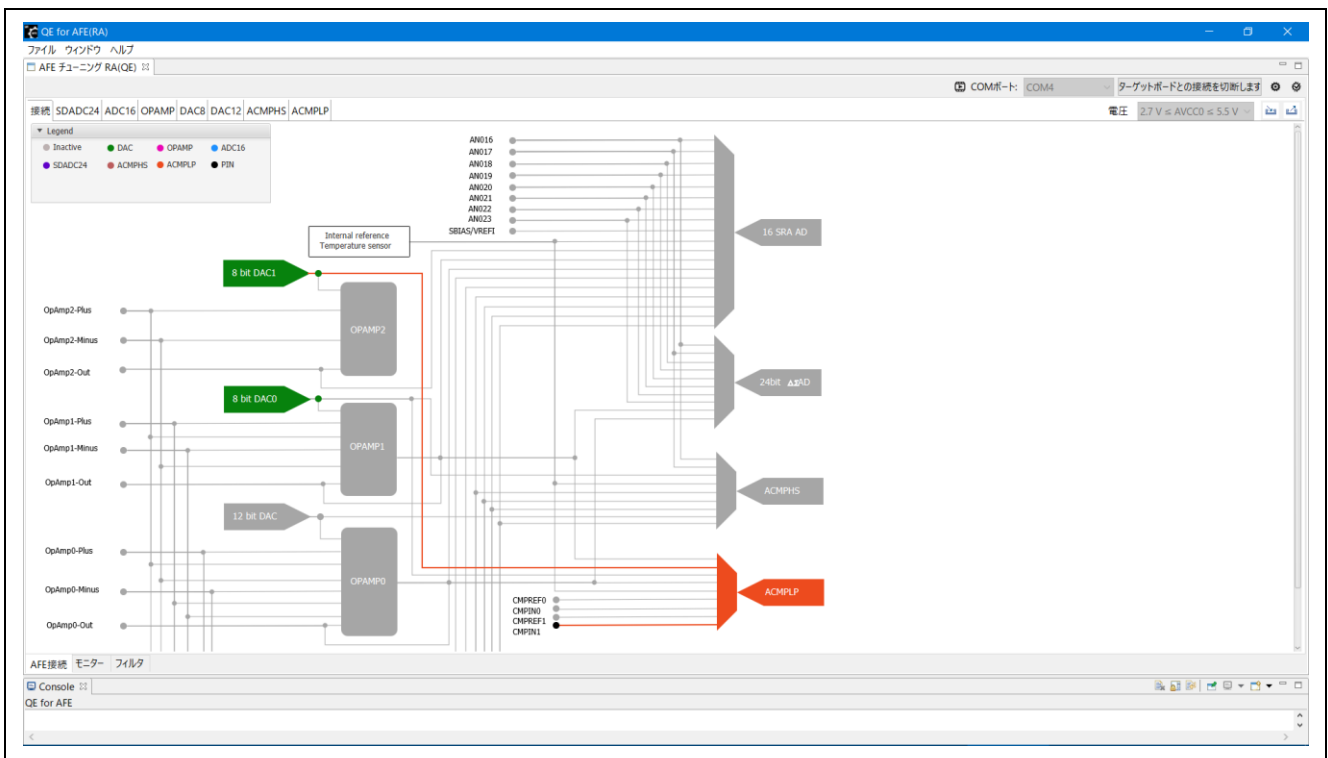 QE for AFE(RA)
ファイル ウィンドウ ヘルプ
AFE チューニング RA(QE)
COMポート: COM4 ターゲットボードとの接続を切断します
接続 SDADC24 ADC16 OPAMP DAC8 DAC12 ACMPHS ACMPLP
電圧 2.7 V ≤ AVCC0 ≤ 5.5 V
Legend
Inactive DAC OPAMP ADC16
SDADC24 ACMPHS ACMPLP PIN
AN016
AN017
AN018
AN019
AN020
AN021
AN022
AN023
SBIAS/VREFI
16 SRA AD
Internal reference
Temperature sensor
8 bit DAC1
OpAmp2-Plus
OPAMP2
OpAmp2-Minus
OpAmp2-Out
24bit ΔΣAD
8 bit DAC0
OpAmp1-Plus
OpAmp1-Minus
OPAMP1
OpAmp1-Out
ACMPHS
12 bit DAC
OpAmp0-Plus
OPAMP0
OpAmp0-Minus
ACMPLP
CMPREF0
CMPIN0
CMPREF1
CMPIN1
OpAmp0-Out
AFE接続 モニター フィルタ
Console
QE for AFE